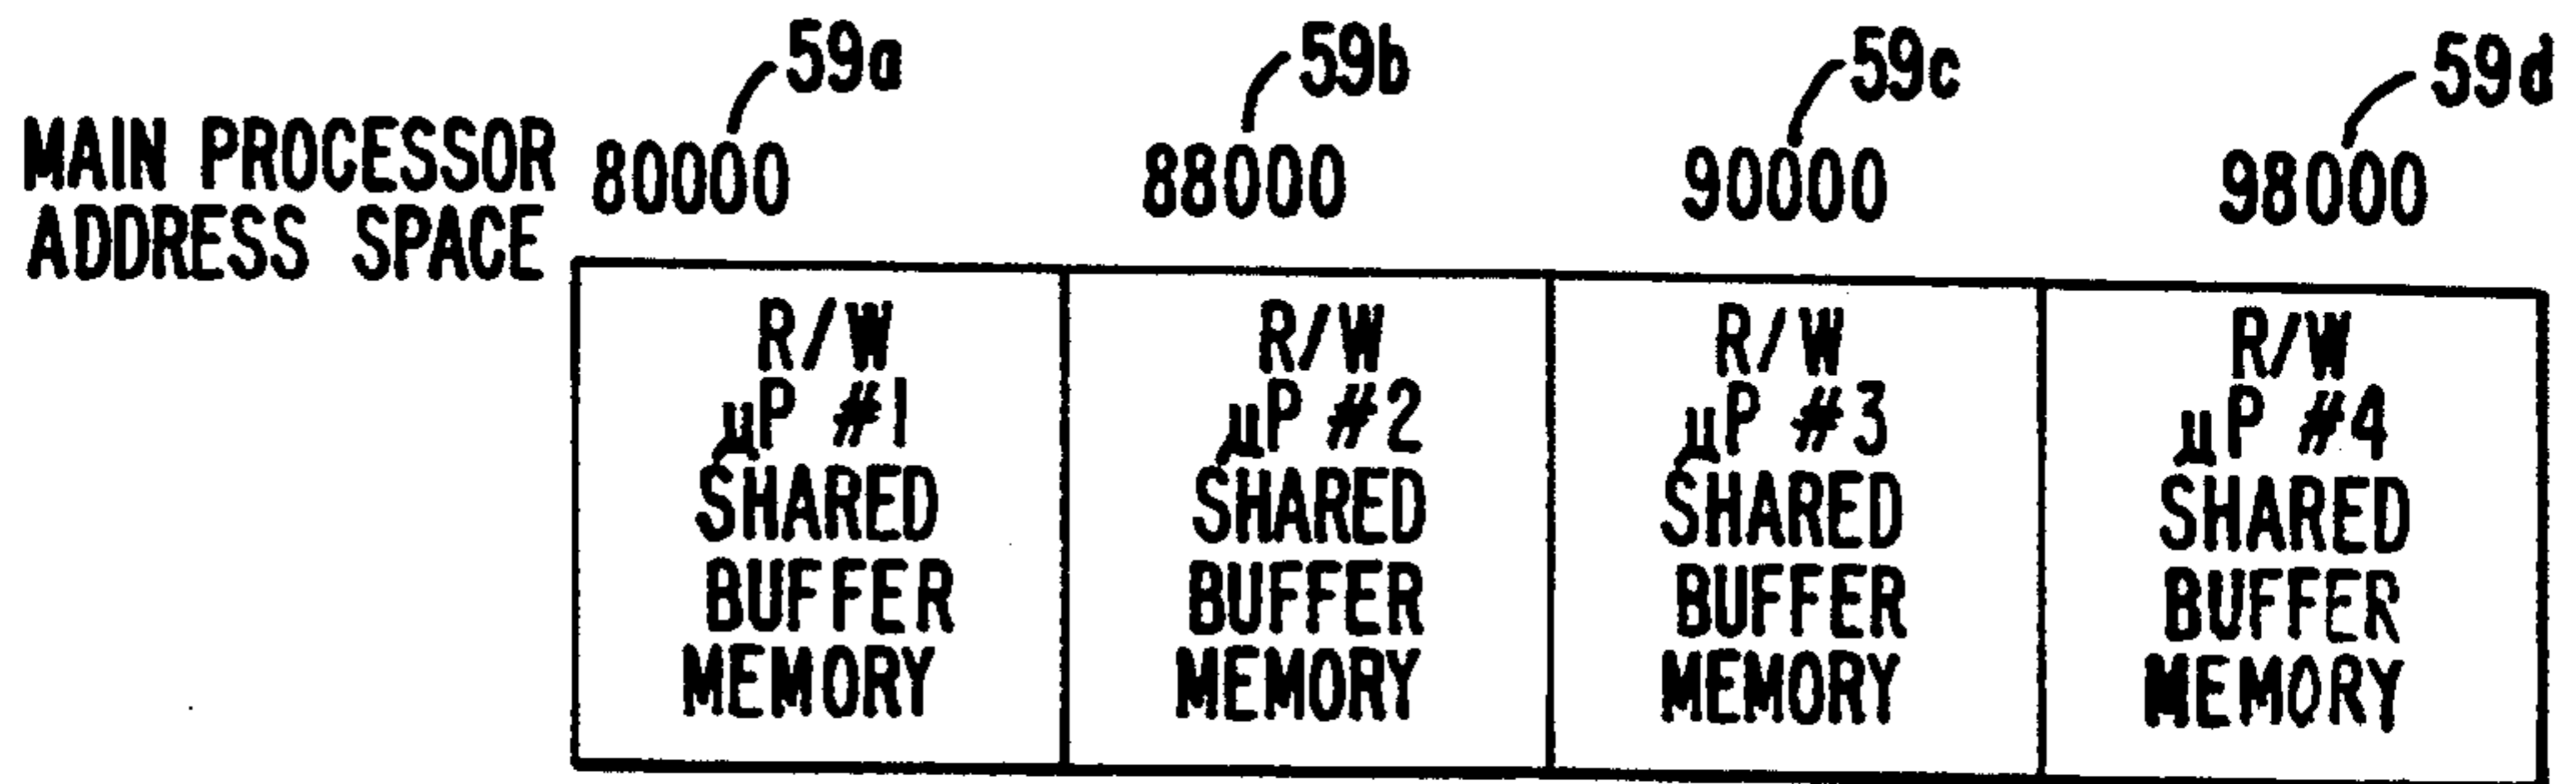 59a 59b 59c 59d
MAIN PROCESSOR
ADDRESS SPACE
80000 88000 90000 98000
R/W
µP #1
SHARED
BUFFER
MEMORY
R/W
µP #2
SHARED
BUFFER
MEMORY
R/W
µP #3
SHARED
BUFFER
MEMORY
R/W
µP #4
SHARED
BUFFER
MEMORY